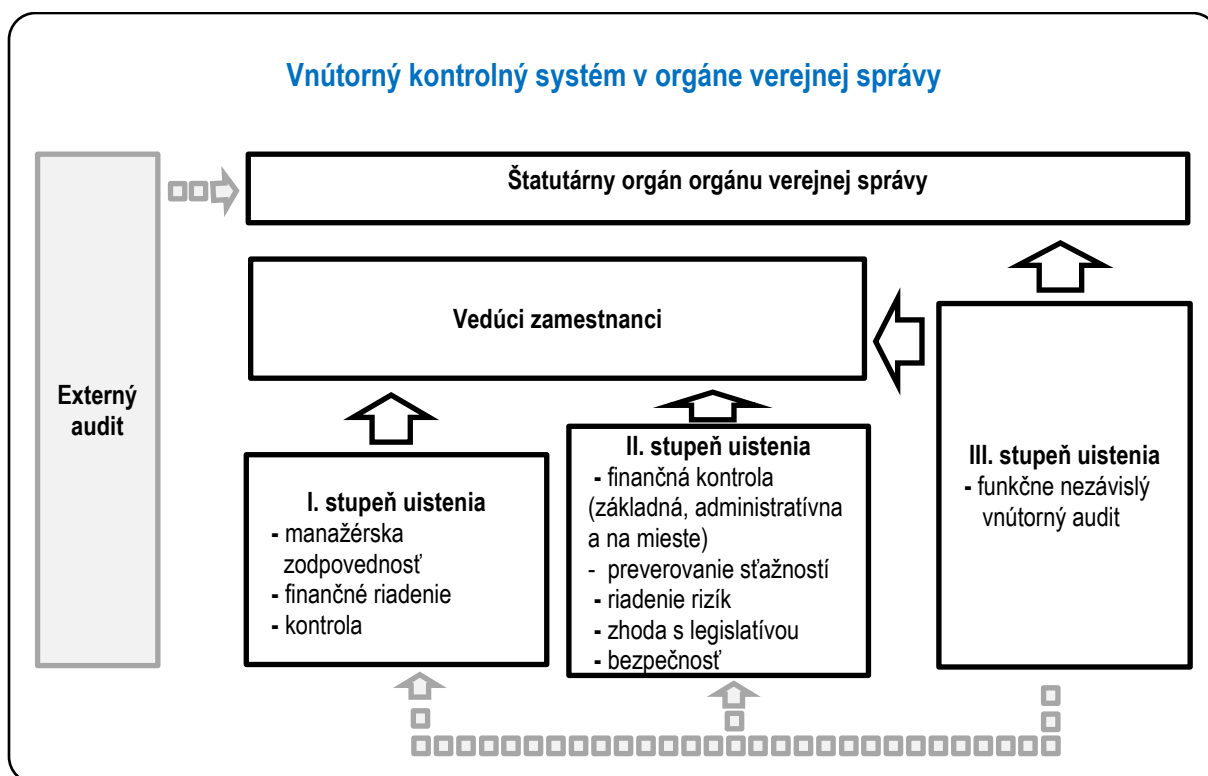 Vnútorný kontrolný systém v orgáne verejnej správy
Štatutárny orgán orgánu verejnej správy
Vedúci zamestnanci
Externý
audit
I. stupeň uistenia
- manažérska
zodpovednosť
- finančné riadenie
- kontrola
II. stupeň uistenia
- finančná kontrola
(základná, administratívna
a na mieste)
- preverovanie sťažností
- riadenie rizík
- zhoda s legislatívou
- bezpečnosť
III. stupeň uistenia
- funkčne nezávislý
vnútorný audit